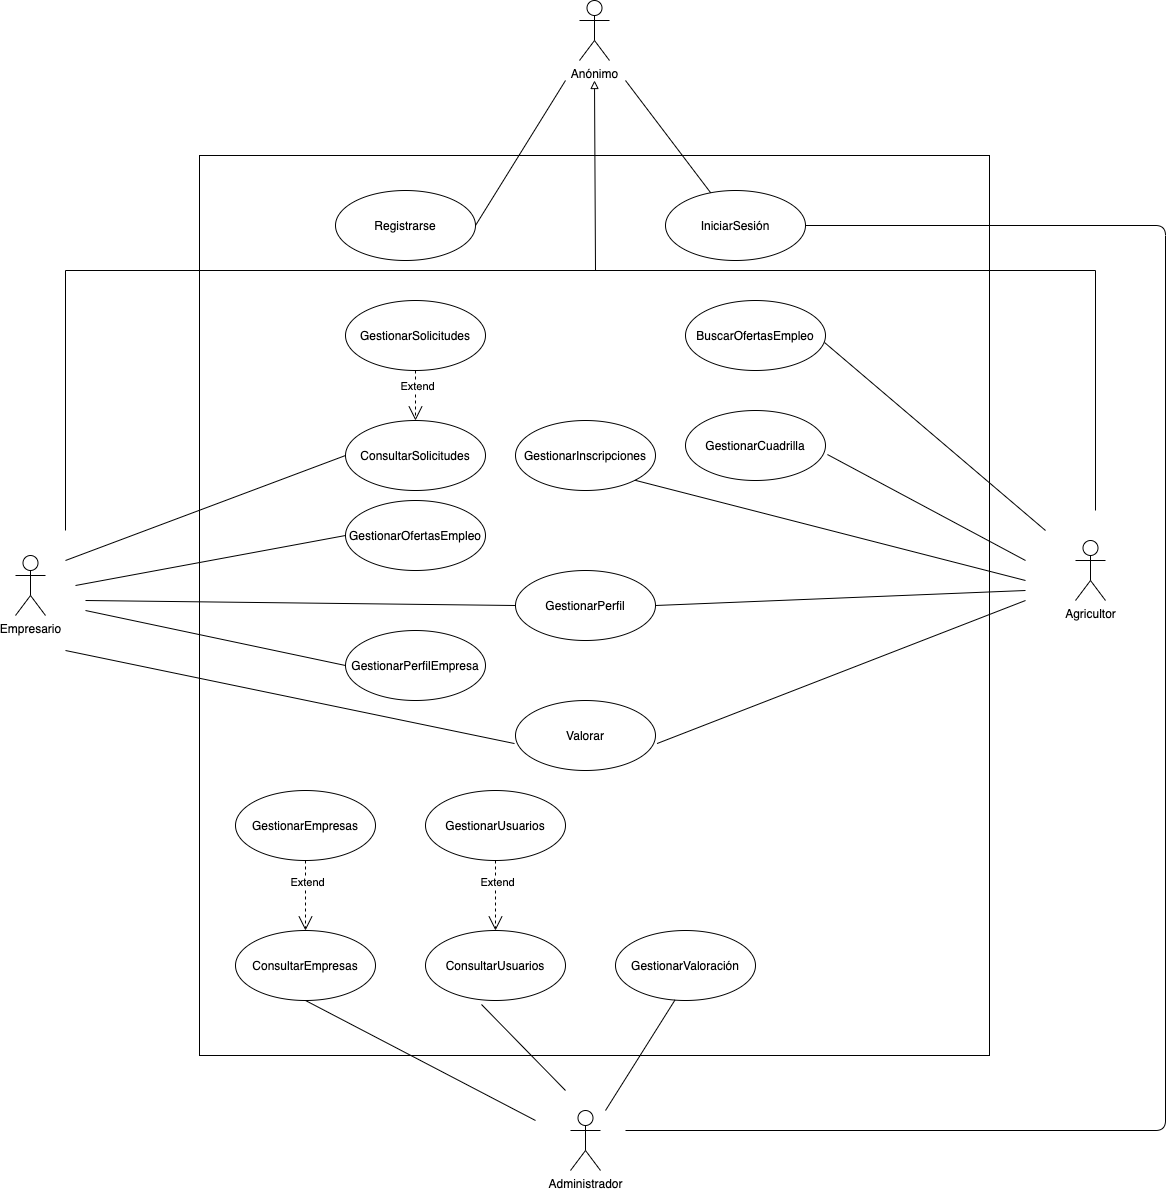 Anónimo
Registrarse
IniciarSesión
GestionarSolicitudes
BuscarOfertasEmpleo
Extend
ConsultarSolicitudes
GestionarInscripciones
GestionarCuadrilla
GestionarOfertasEmpleo
Empresario
GestionarPerfil
Agricultor
GestionarPerfilEmpresa
Valorar
GestionarEmpresas
GestionarUsuarios
Extend
Extend
ConsultarEmpresas
ConsultarUsuarios
GestionarValoración
Administrador